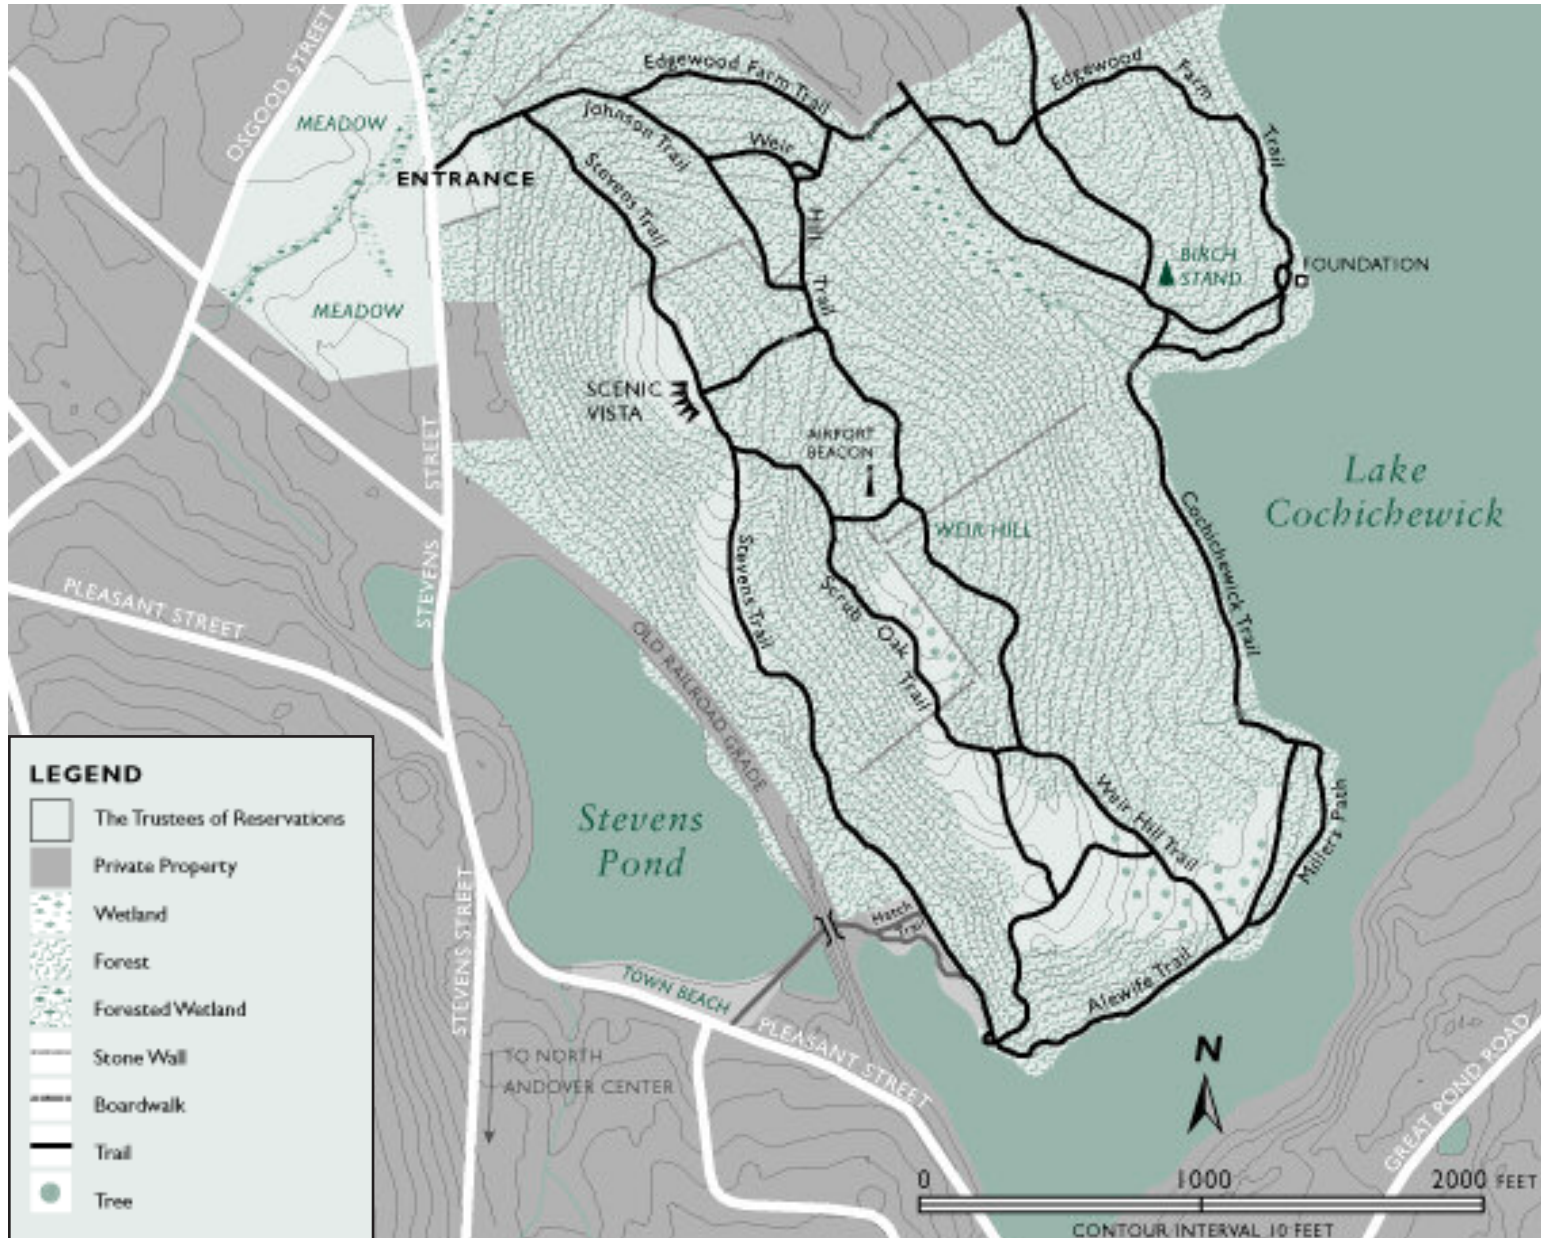 OSGOOD STREET
MEADOW
ENTRANCE
MEADOW
Edgewood Farm Trail
Johnson Trail
Stevens Trail
Weir
Hill
Trail
Edgewood
Farm
Trail
BIRCH
STAND
FOUNDATION
SCENIC
VISTA
AIRPORT
BEACON
WEIR HILL
Lake
Cochichewick
Cochichewick Trail
STEVENS STREET
PLEASANT STREET
Stevens Trail
Scrub Oak Trail
OLD RAILROAD GRADE
Weir Hill Trail
Millers Path
Stevens
Pond
Hatch
Trail
Alewife Trail
TOWN BEACH
STEVENS STREET
PLEASANT STREET
TO NORTH
ANDOVER CENTER
GREAT POND ROAD
N
0 1000 2000 FEET
CONTOUR INTERVAL 10 FEET
LEGEND
The Trustees of Reservations
Private Property
Wetland
Forest
Forested Wetland
Stone Wall
Boardwalk
Trail
Tree